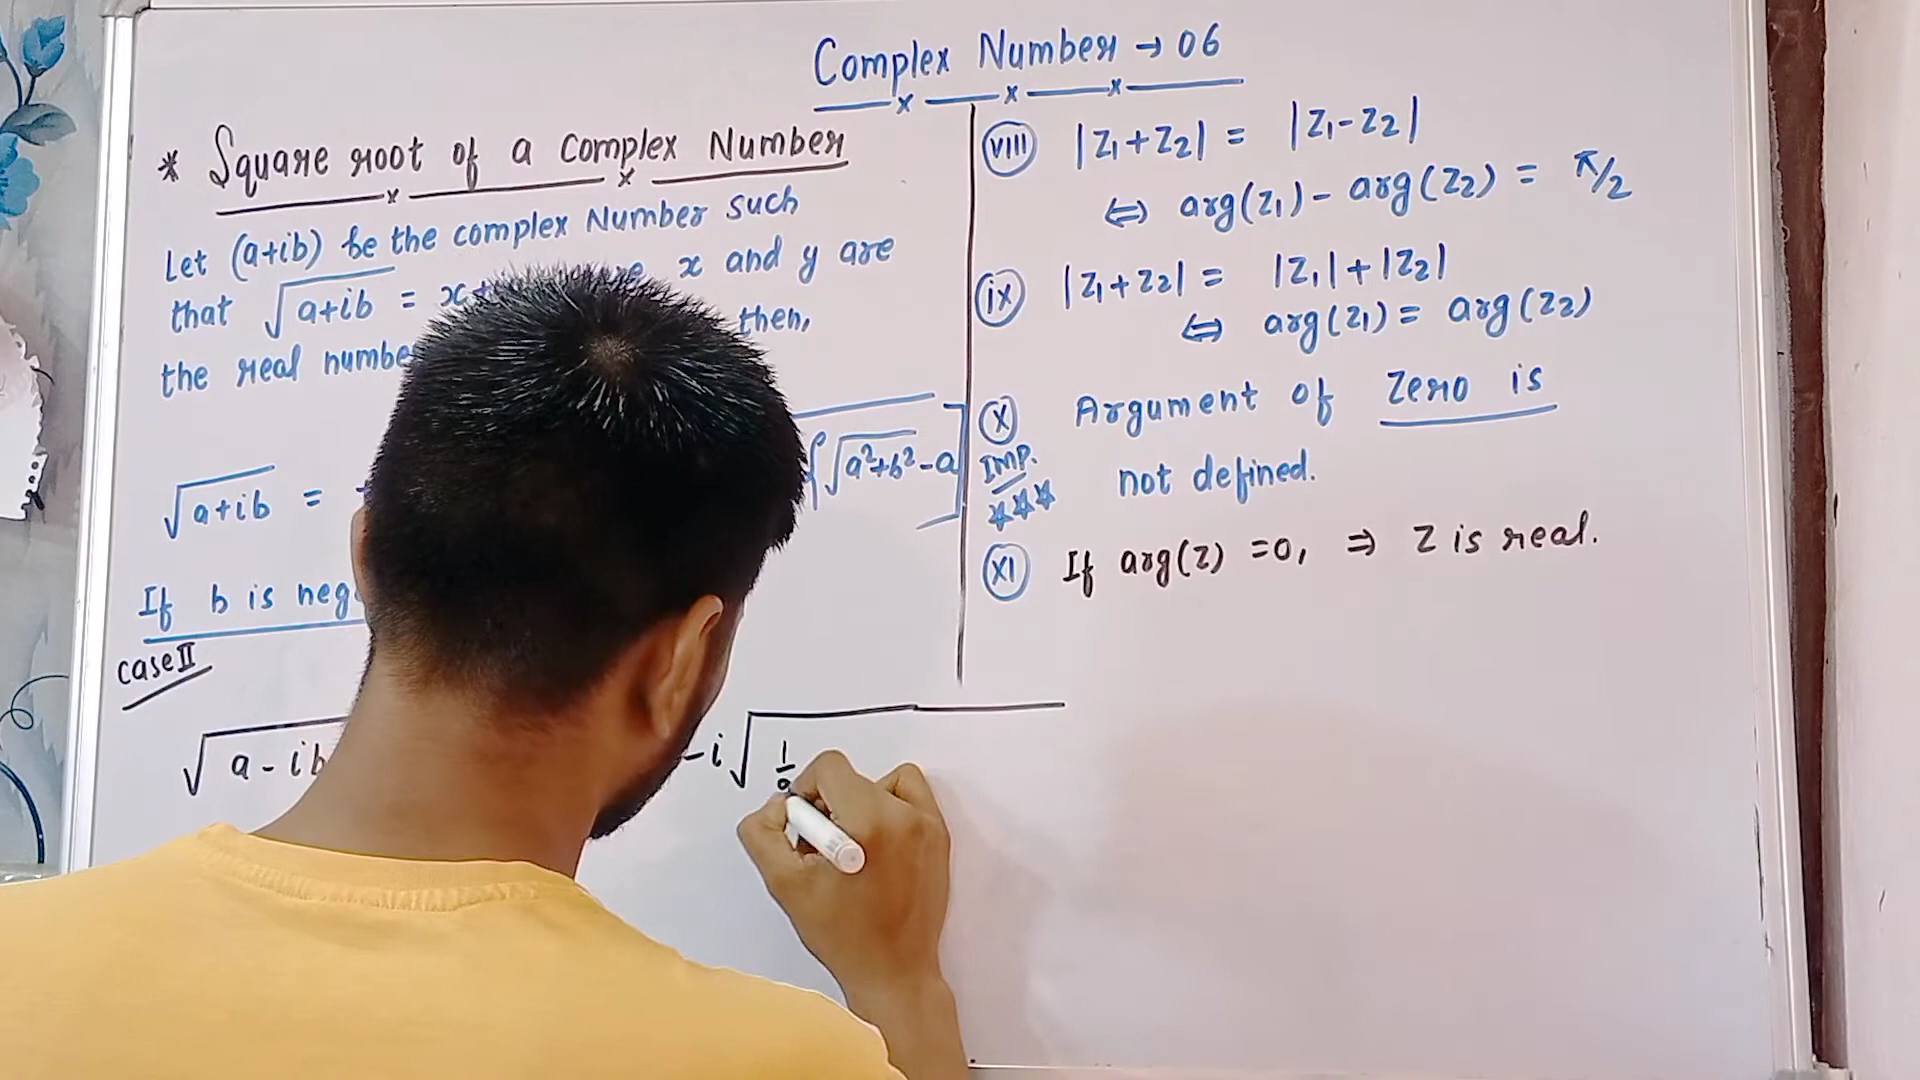 Complex Number → 06
* Square root of a Complex Number
Let (a+ib) be the complex Number such
that √(a+ib) = x+ x and y are
the real number then,
√(a+ib) = {√(a²+b²) - a}]
If b is neg
Case II
√(a - ib -i√(1/
(viii) |z₁+z₂| = |z₁-z₂|
⇔ arg(z₁) - arg(z₂) = π/2
(ix) |z₁+z₂| = |z₁|+|z₂|
⇔ arg(z₁) = arg(z₂)
(x) Argument of Zero is
IMP. not defined.
(xi) If arg(z) = 0, ⇒ z is real.